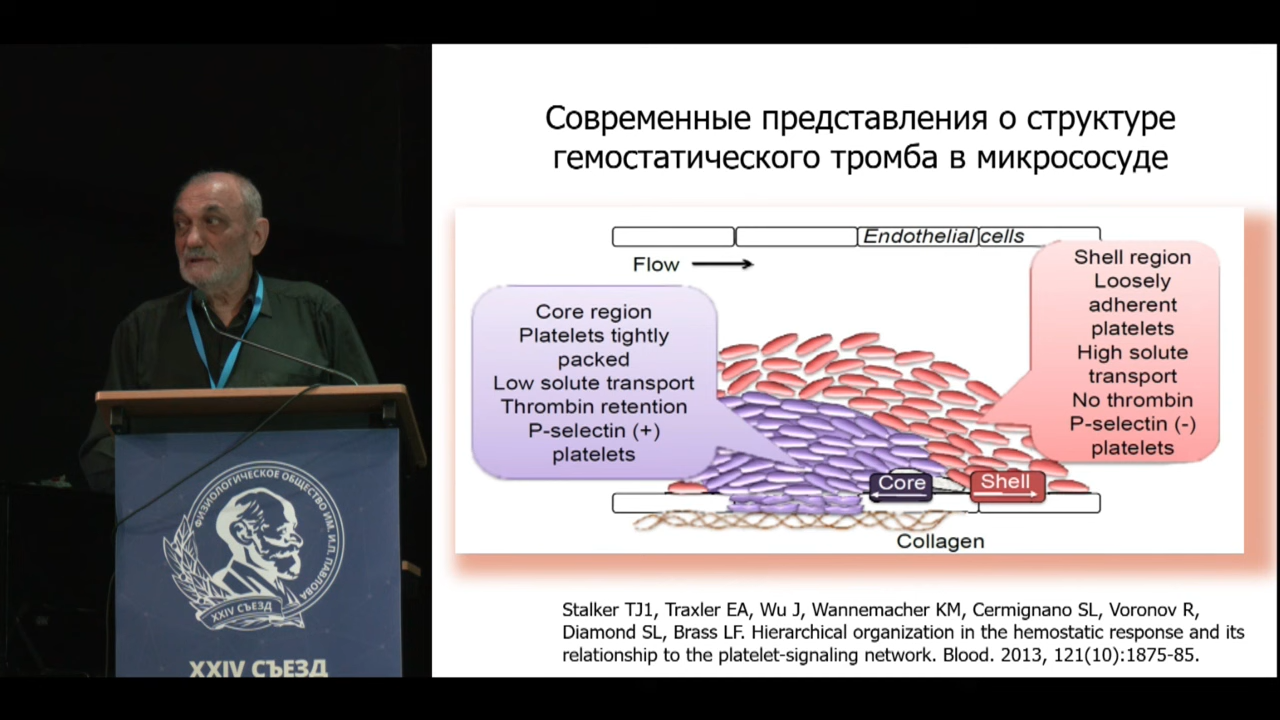 Современные представления о структуре
гемостатического тромба в микрососуде
Endothelial cells
Flow
Core region
Platelets tightly
packed
Low solute transport
Thrombin retention
P-selectin (+)
platelets
Shell region
Loosely
adherent
platelets
High solute
transport
No thrombin
P-selectin (-)
platelets
Core
Shell
Collagen
Stalker TJ1, Traxler EA, Wu J, Wannemacher KM, Cermignano SL, Voronov R,
Diamond SL, Brass LF. Hierarchical organization in the hemostatic response and its
relationship to the platelet-signaling network. Blood. 2013, 121(10):1875-85.
ФИЗИОЛОГИЧЕСКОЕ ОБЩЕСТВО ИМ. И.П. ПАВЛОВА
XXIV СЪЕЗД
XXIV СЪЕЗД